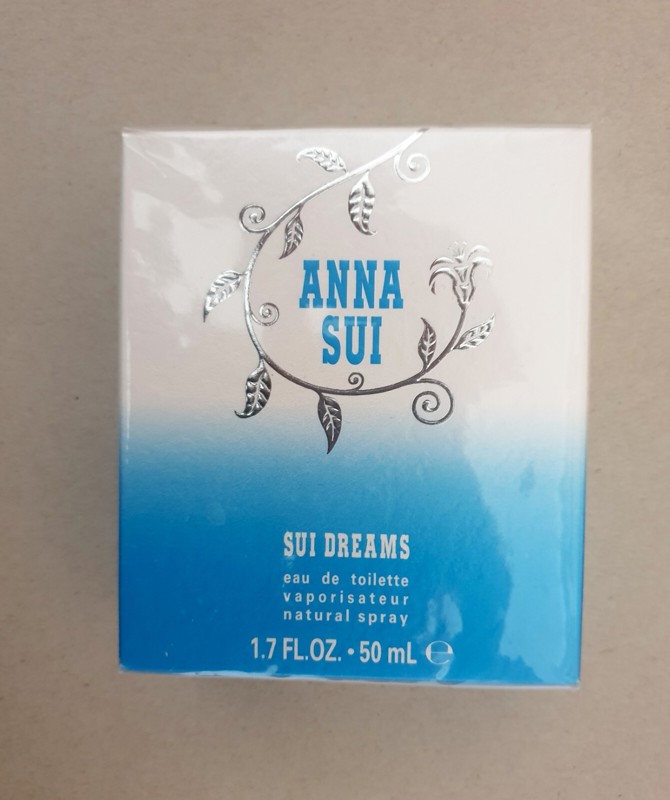 ANNA
SUI
SUI DREAMS
eau de toilette
vaporisateur
natural spray
1.7 FL.OZ. • 50 mL ℮